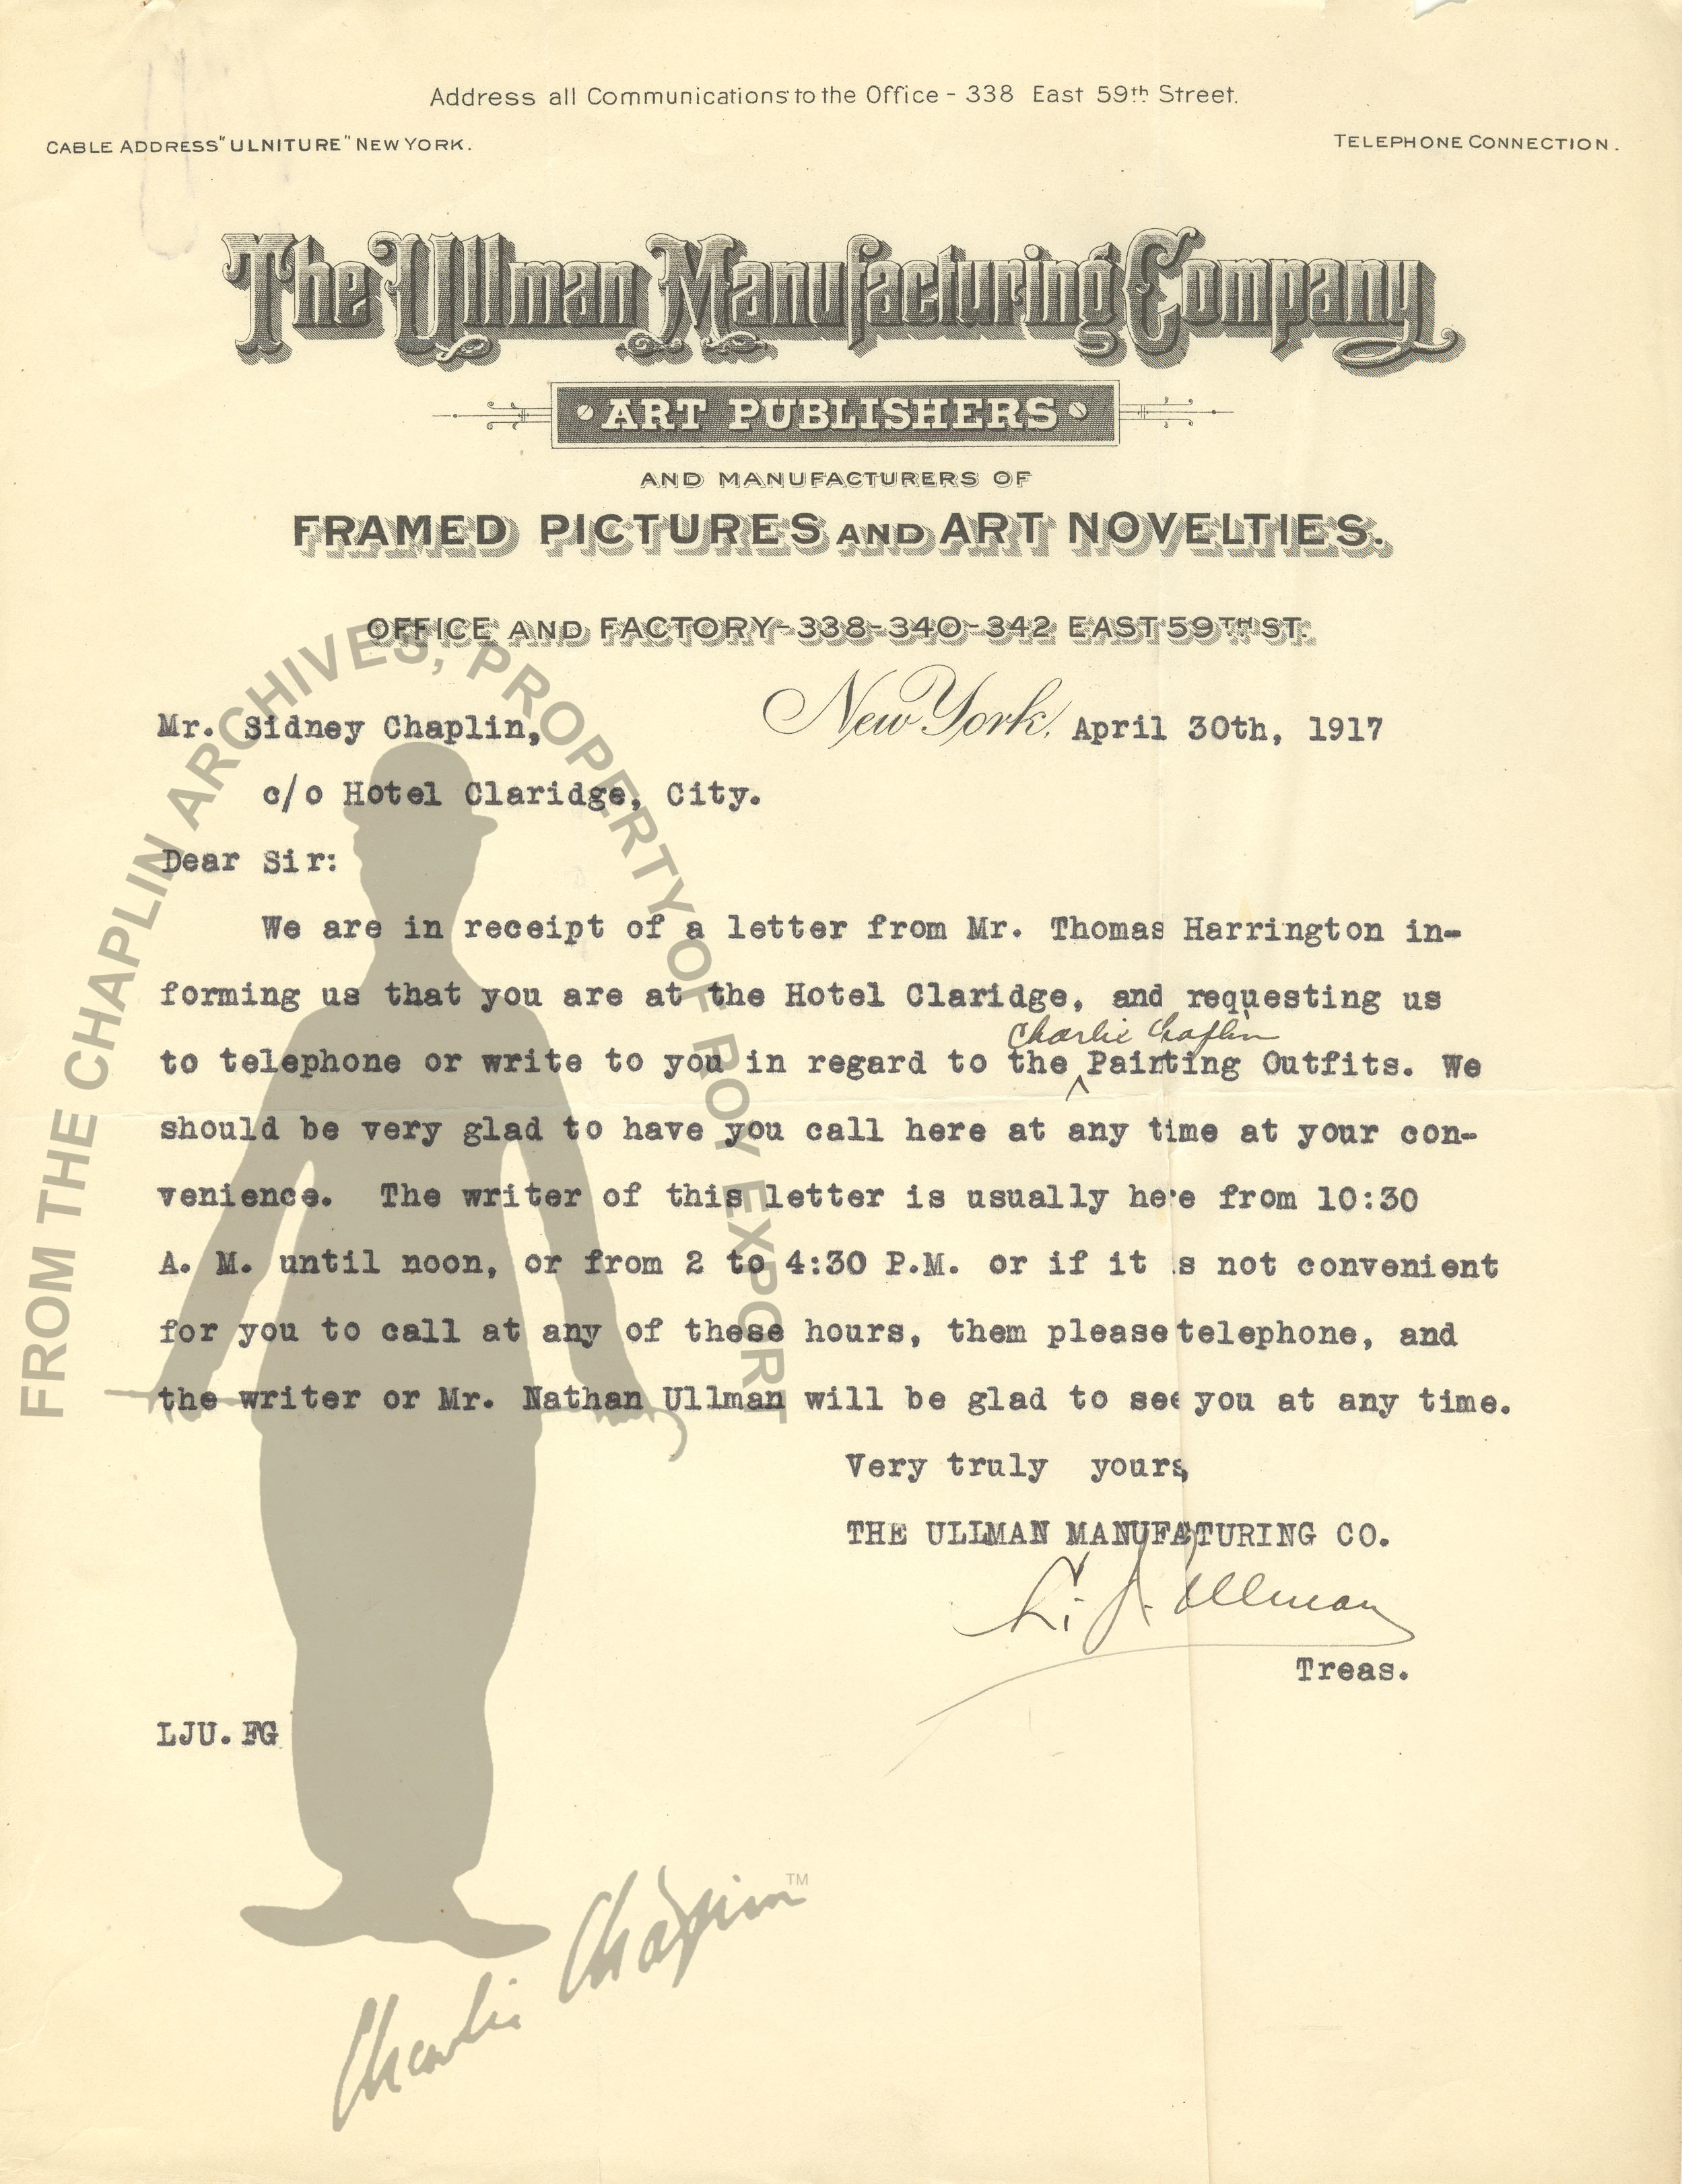 Address all Communications to the Office - 338 East 59th Street.
CABLE ADDRESS "ULNITURE" NEW YORK.
TELEPHONE CONNECTION.
The Ullman Manufacturing Company
ART PUBLISHERS
AND MANUFACTURERS OF
FRAMED PICTURES AND ART NOVELTIES.
OFFICE AND FACTORY-338-340-342 EAST 59TH ST.
New York, April 30th, 1917
Mr. Sidney Chaplin,
c/o Hotel Claridge, City.
Dear Sir:
We are in receipt of a letter from Mr. Thomas Harrington in-
forming us that you are at the Hotel Claridge, and requesting us
Charlie Chaplin
to telephone or write to you in regard to the ^ Painting Outfits. We
should be very glad to have you call here at any time at your con-
venience. The writer of this letter is usually here from 10:30
A. M. until noon, or from 2 to 4:30 P.M. or if it is not convenient
for you to call at any of these hours, them please telephone, and
the writer or Mr. Nathan Ullman will be glad to see you at any time.
Very truly yours,
THE ULLMAN MANUFACTURING CO.
L. J. Ullman
Treas.
LJU.FG
FROM THE CHAPLIN ARCHIVES, PROPERTY OF ROY EXPORT
Charlie Chaplin TM